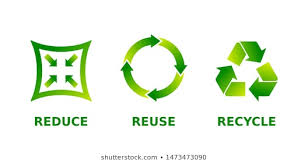 REDUCE REUSE RECYCLE
shutterstock.com • 1473473090